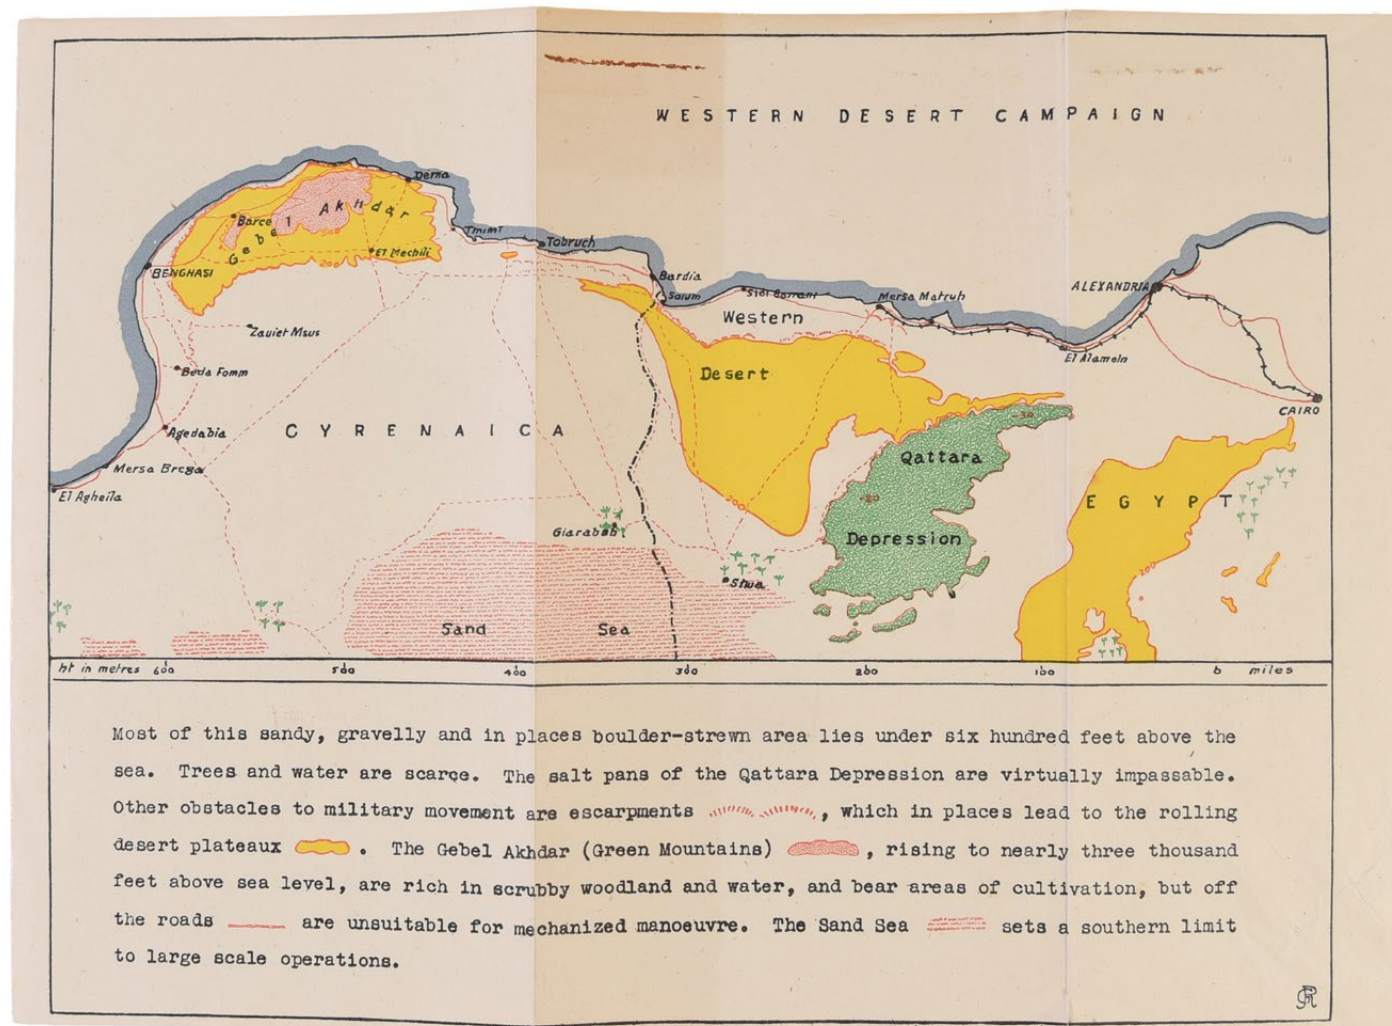 WESTERN DESERT CAMPAIGN
Derna
Gebel Akhdar
Barce
Tmimi
Tobruch
El Mechili
BENGHASI
200
Bardia
Salum
Sidi Barrani
Mersa Matruh
ALEXANDRIA
Western
Zauiet Msus
El Alamein
Beda Fomm
Desert
CAIRO
-30
Agedabia
CYRENAICA
Qattara
Mersa Brega
El Agheila
200
-80
EGYPT
Giarabub
Depression
200
Siwa
Sand Sea
ht in metres 600 500 400 300 200 100 0 miles
Most of this sandy, gravelly and in places boulder-strewn area lies under six hundred feet above the
sea. Trees and water are scarce. The salt pans of the Qattara Depression are virtually impassable.
Other obstacles to military movement are escarpments , which in places lead to the rolling
desert plateaux . The Gebel Akhdar (Green Mountains) , rising to nearly three thousand
feet above sea level, are rich in scrubby woodland and water, and bear areas of cultivation, but off
the roads are unsuitable for mechanized manoeuvre. The Sand Sea sets a southern limit
to large scale operations.